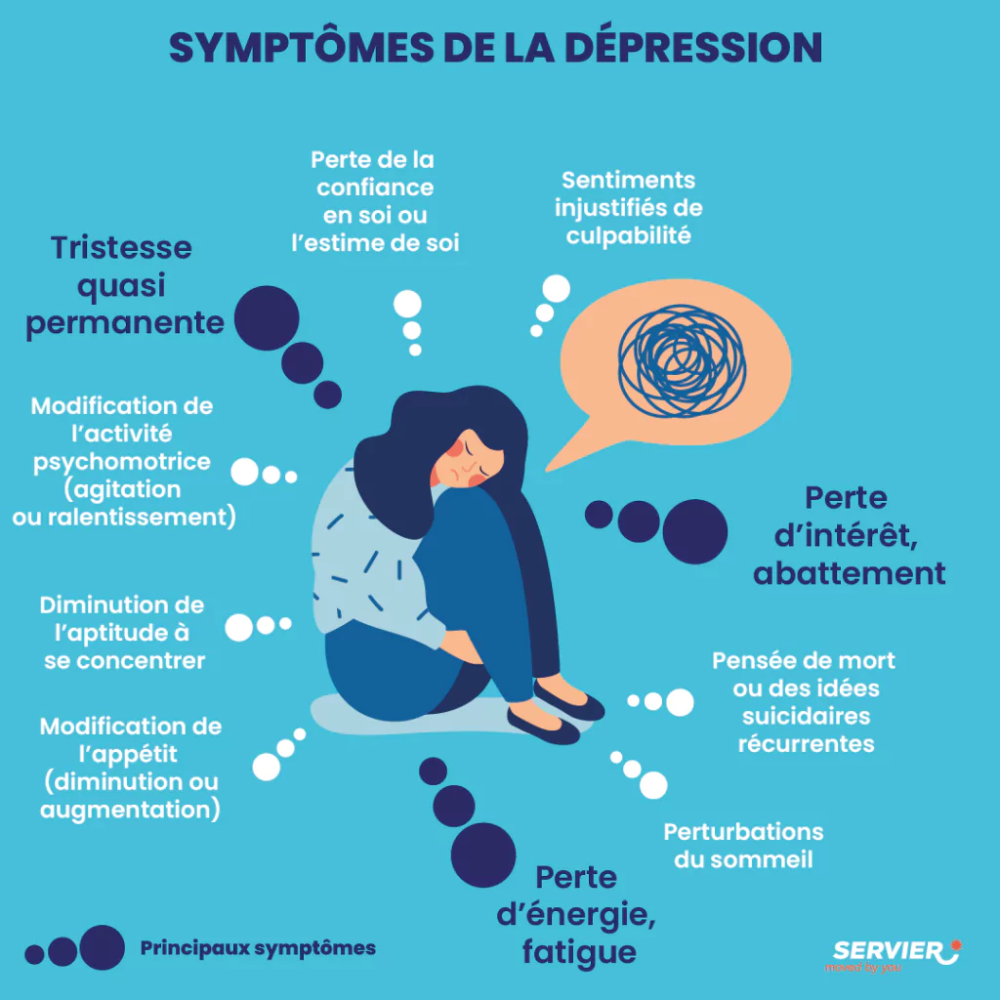 SYMPTÔMES DE LA DÉPRESSION
Perte de la
confiance
en soi ou
l'estime de soi
Sentiments
injustifiés de
culpabilité
Tristesse
quasi
permanente
Modification de
l'activité
psychomotrice
(agitation
ou ralentissement)
Perte
d'intérêt,
abattement
Diminution de
l'aptitude à
se concentrer
Pensée de mort
ou des idées
suicidaires
récurrentes
Modification de
l'appétit
(diminution ou
augmentation)
Perturbations
du sommeil
Perte
d'énergie,
fatigue
Principaux symptômes
SERVIER
moved by you